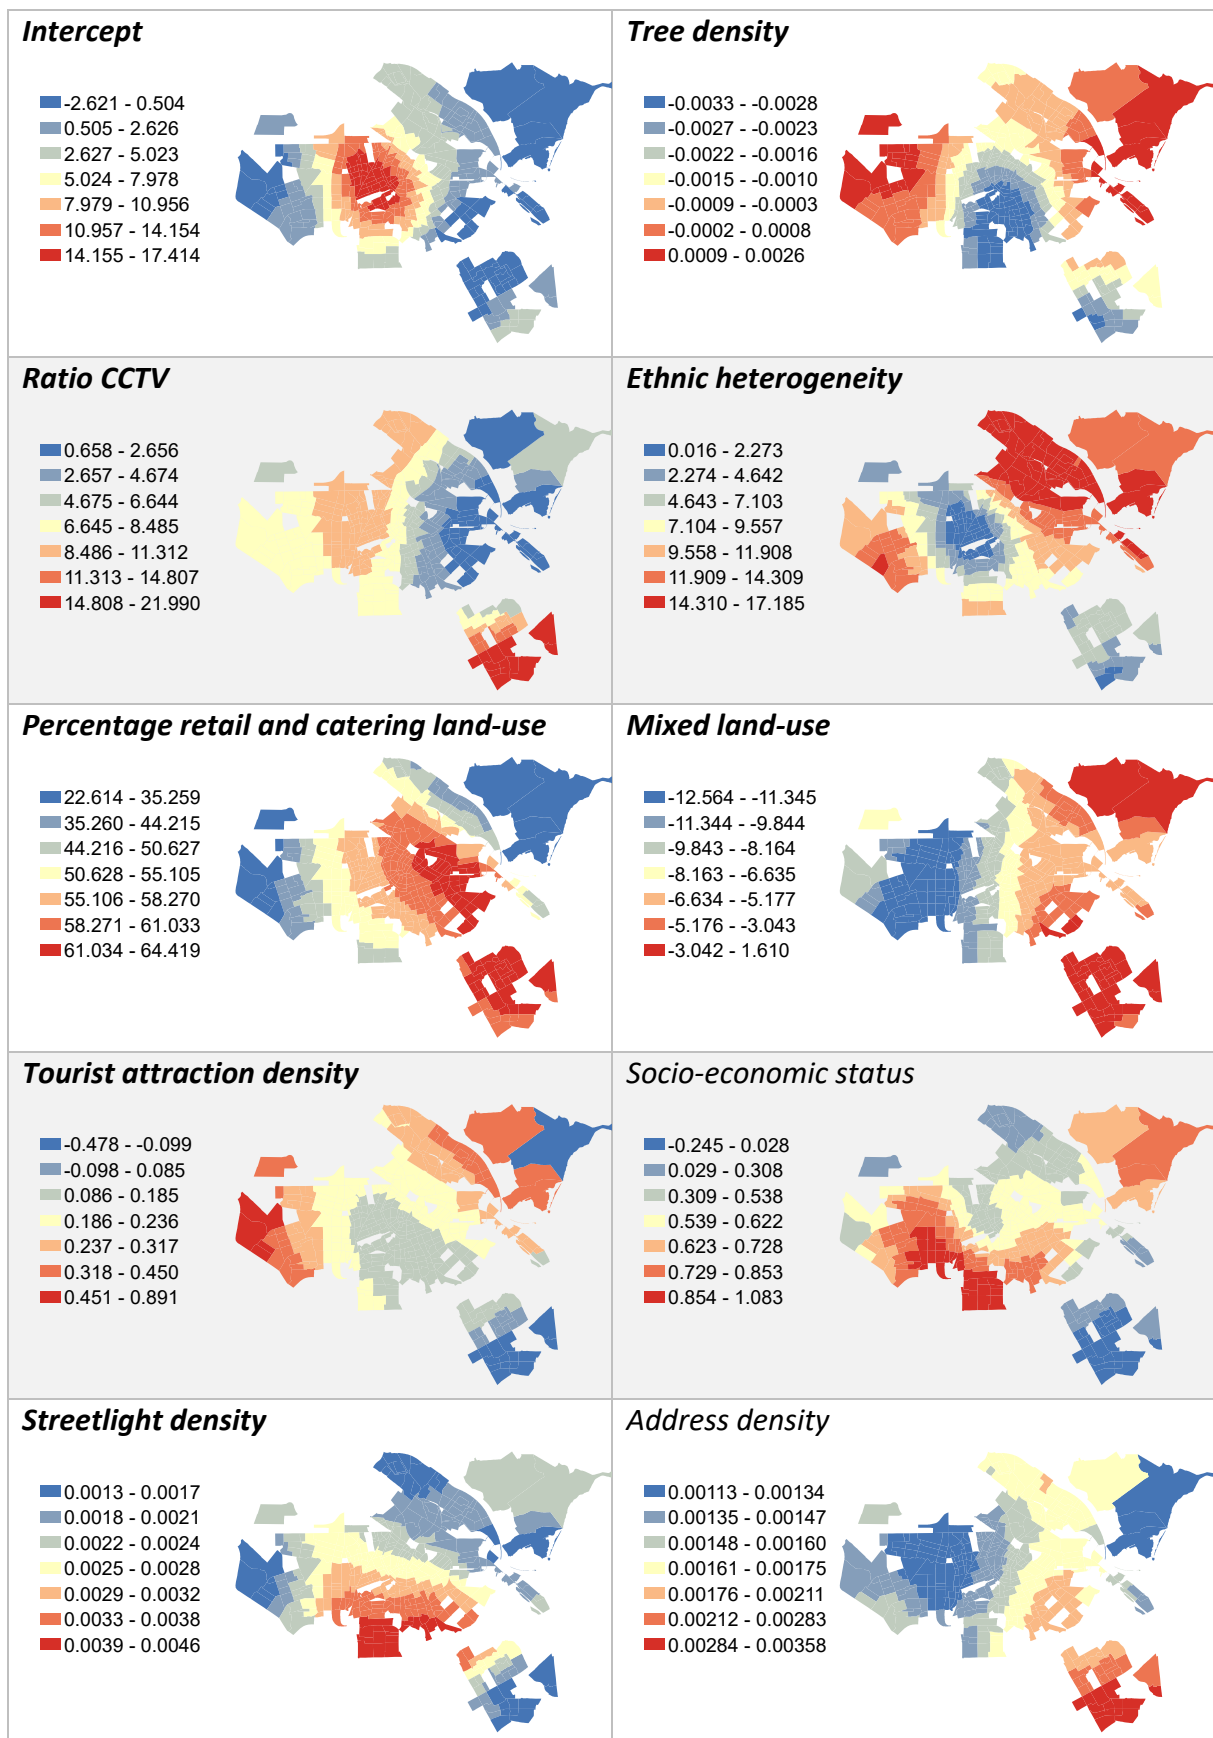 Intercept
-2.621 - 0.504
0.505 - 2.626
2.627 - 5.023
5.024 - 7.978
7.979 - 10.956
10.957 - 14.154
14.155 - 17.414
Tree density
-0.0033 - -0.0028
-0.0027 - -0.0023
-0.0022 - -0.0016
-0.0015 - -0.0010
-0.0009 - -0.0003
-0.0002 - 0.0008
0.0009 - 0.0026
Ratio CCTV
0.658 - 2.656
2.657 - 4.674
4.675 - 6.644
6.645 - 8.485
8.486 - 11.312
11.313 - 14.807
14.808 - 21.990
Ethnic heterogeneity
0.016 - 2.273
2.274 - 4.642
4.643 - 7.103
7.104 - 9.557
9.558 - 11.908
11.909 - 14.309
14.310 - 17.185
Percentage retail and catering land-use
22.614 - 35.259
35.260 - 44.215
44.216 - 50.627
50.628 - 55.105
55.106 - 58.270
58.271 - 61.033
61.034 - 64.419
Mixed land-use
-12.564 - -11.345
-11.344 - -9.844
-9.843 - -8.164
-8.163 - -6.635
-6.634 - -5.177
-5.176 - -3.043
-3.042 - 1.610
Tourist attraction density
-0.478 - -0.099
-0.098 - 0.085
0.086 - 0.185
0.186 - 0.236
0.237 - 0.317
0.318 - 0.450
0.451 - 0.891
Socio-economic status
-0.245 - 0.028
0.029 - 0.308
0.309 - 0.538
0.539 - 0.622
0.623 - 0.728
0.729 - 0.853
0.854 - 1.083
Streetlight density
0.0013 - 0.0017
0.0018 - 0.0021
0.0022 - 0.0024
0.0025 - 0.0028
0.0029 - 0.0032
0.0033 - 0.0038
0.0039 - 0.0046
Address density
0.00113 - 0.00134
0.00135 - 0.00147
0.00148 - 0.00160
0.00161 - 0.00175
0.00176 - 0.00211
0.00212 - 0.00283
0.00284 - 0.00358